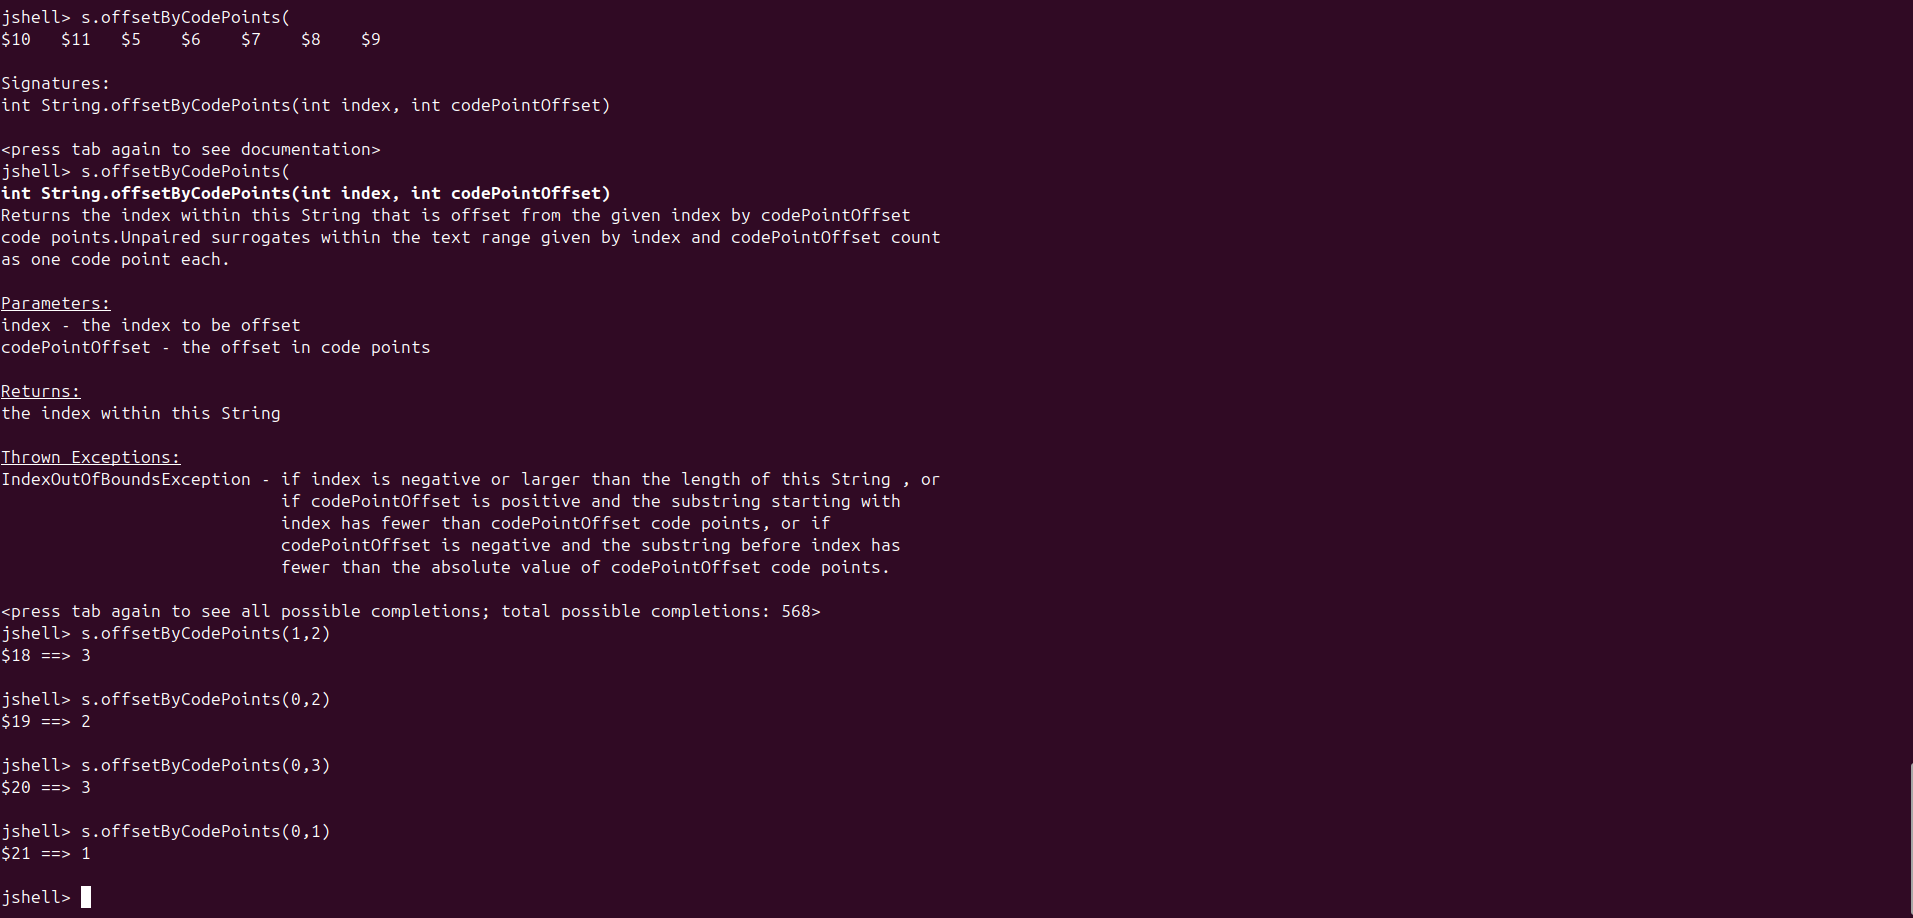 jshell> s.offsetByCodePoints(
$10   $11   $5    $6    $7    $8    $9
Signatures:
int String.offsetByCodePoints(int index, int codePointOffset)
<press tab again to see documentation>
jshell> s.offsetByCodePoints(
int String.offsetByCodePoints(int index, int codePointOffset)
Returns the index within this String that is offset from the given index by codePointOffset
code points.Unpaired surrogates within the text range given by index and codePointOffset count
as one code point each.
Parameters:
index - the index to be offset
codePointOffset - the offset in code points
Returns:
the index within this String
Thrown Exceptions:
IndexOutOfBoundsException - if index is negative or larger than the length of this String , or
if codePointOffset is positive and the substring starting with
index has fewer than codePointOffset code points, or if
codePointOffset is negative and the substring before index has
fewer than the absolute value of codePointOffset code points.
<press tab again to see all possible completions; total possible completions: 568>
jshell> s.offsetByCodePoints(1,2)
$18 ==> 3
jshell> s.offsetByCodePoints(0,2)
$19 ==> 2
jshell> s.offsetByCodePoints(0,3)
$20 ==> 3
jshell> s.offsetByCodePoints(0,1)
$21 ==> 1
jshell>